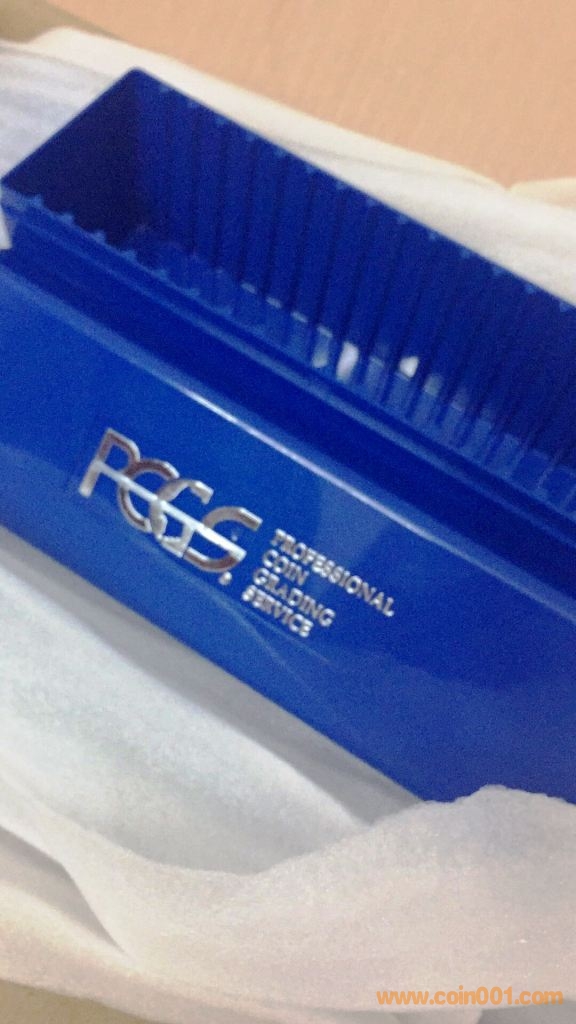 PCGS
PROFESSIONAL
COIN
GRADING
SERVICE
www.coin001.com